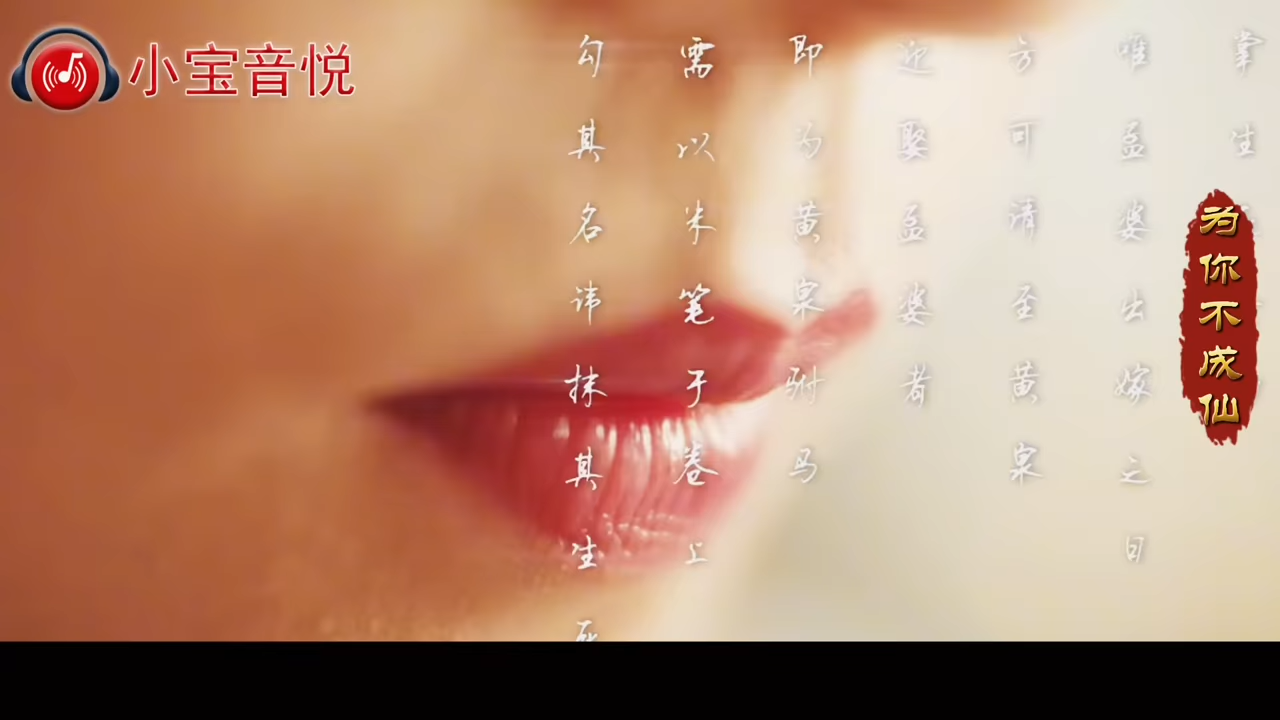 小宝音悦
为你不成仙
掌生
唯孟婆出嫁之日
方可请至黄泉
迎娶孟婆者
即为黄泉驸马
需以朱笔于卷上
勾其名讳抹其生死